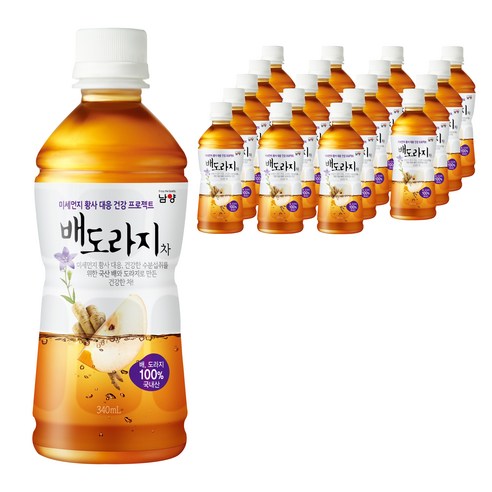 남양
미세먼지 황사 대응 건강 프로젝트
배도라지차
미세먼지 황사 대응, 건강한 수분섭취를
위한 국산 배와 도라지로 만든
건강한 차!
배, 도라지
100%
국내산
340mL